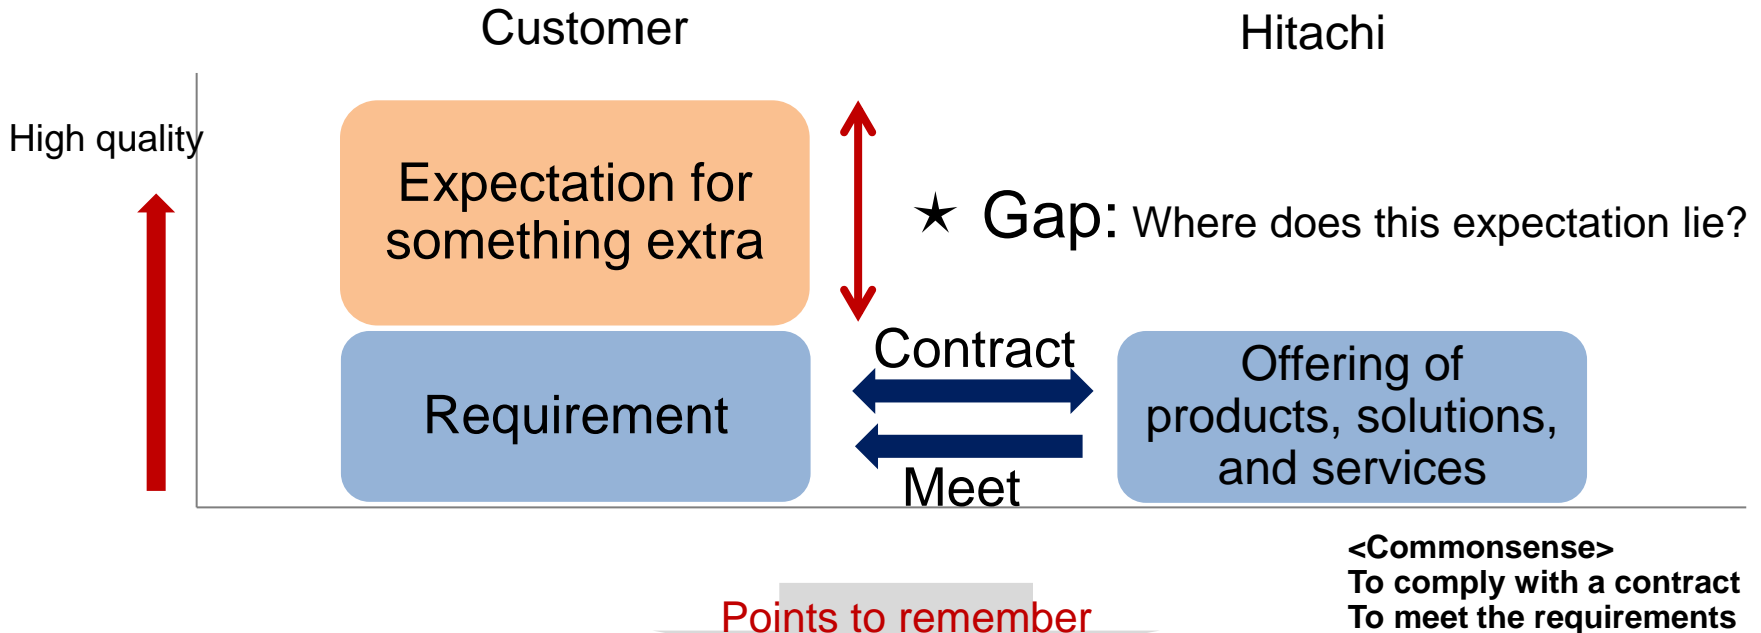 Customer
Hitachi
High quality
Expectation for
something extra
★ Gap: Where does this expectation lie?
Contract
Requirement
Offering of
products, solutions,
and services
Meet
<Commonsense>
To comply with a contract
To meet the requirements
Points to remember